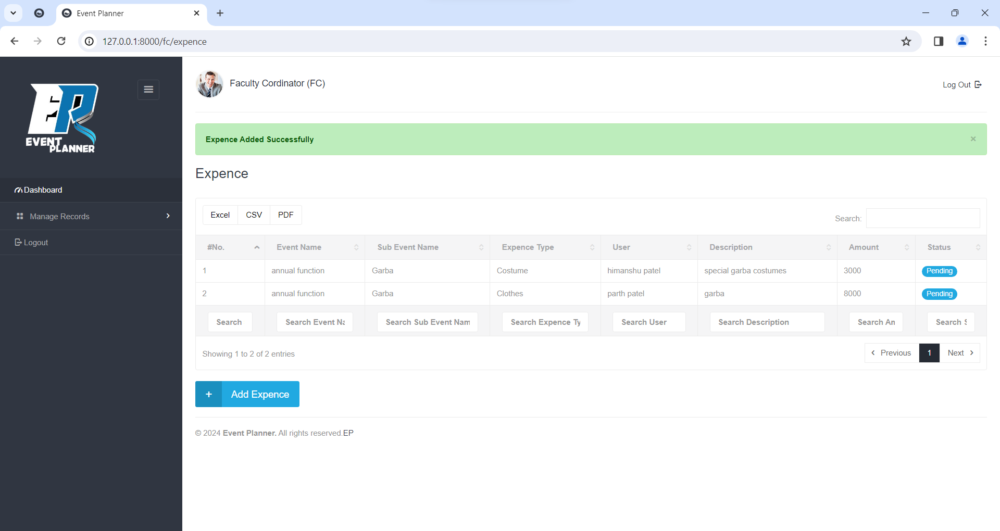 Event Planner
127.0.0.1:8000/fc/expence
EVENT
PLANNER
Faculty Cordinator (FC)
Log Out
Expence Added Successfully
×
Expence
Dashboard
Manage Records
Logout
Excel CSV PDF
Search:
#No. Event Name Sub Event Name Expence Type User Description Amount Status
1 annual function Garba Costume himanshu patel special garba costumes 3000 Pending
2 annual function Garba Clothes parth patel garba 8000 Pending
Search Search Event Na Search Sub Event Nam Search Expence Ty Search User Search Description Search An Search S
Showing 1 to 2 of 2 entries
Previous 1 Next
+ Add Expence
© 2024 Event Planner. All rights reserved.EP